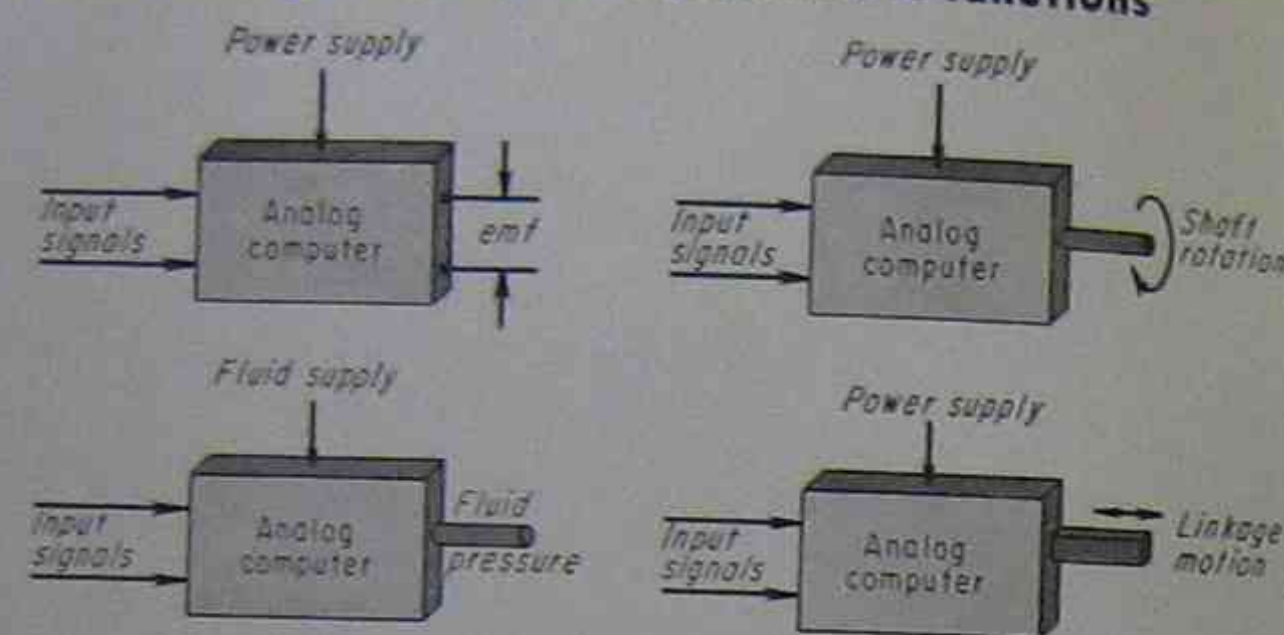 Power supply
Input
signals
Analog
computer
emf
Power supply
Input
signals
Analog
computer
Shaft
rotation
Fluid supply
Input
signals
Analog
computer
Fluid
pressure
Power supply
Input
signals
Analog
computer
Linkage
motion